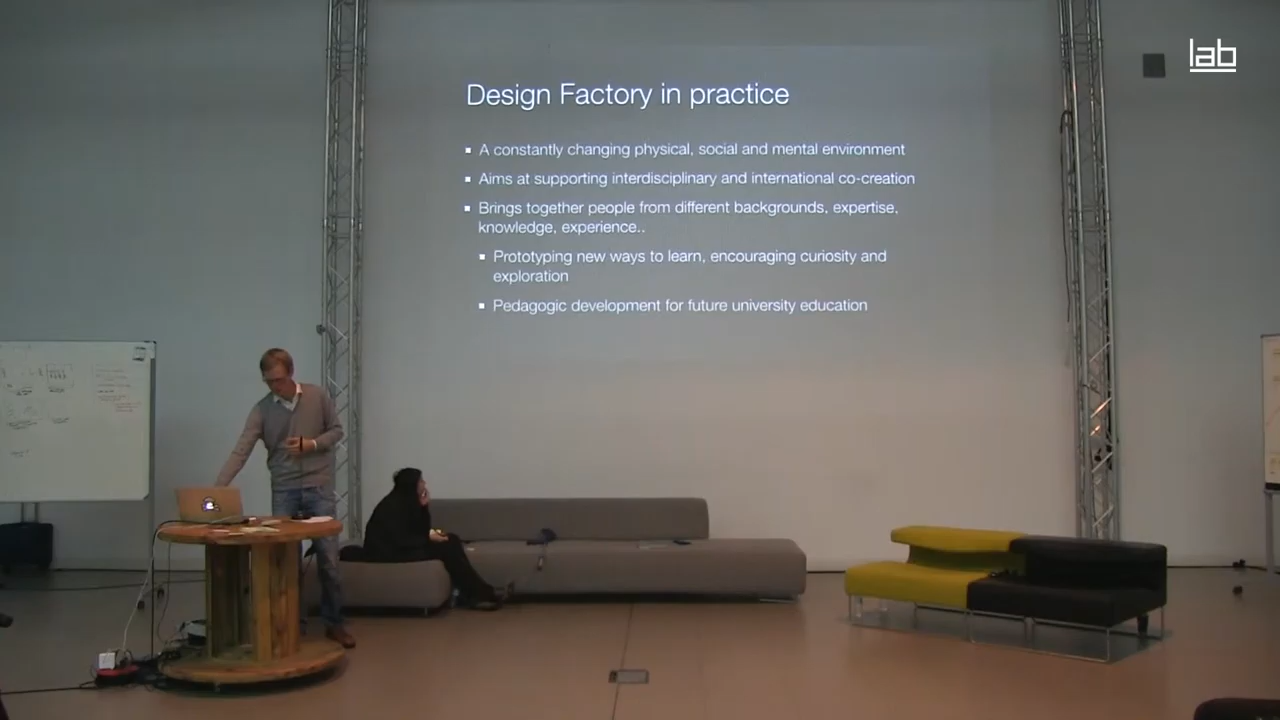 lab
Design Factory in practice
A constantly changing physical, social and mental environment
Aims at supporting interdisciplinary and international co-creation
Brings together people from different backgrounds, expertise,
knowledge, experience..
Prototyping new ways to learn, encouraging curiosity and
exploration
Pedagogic development for future university education